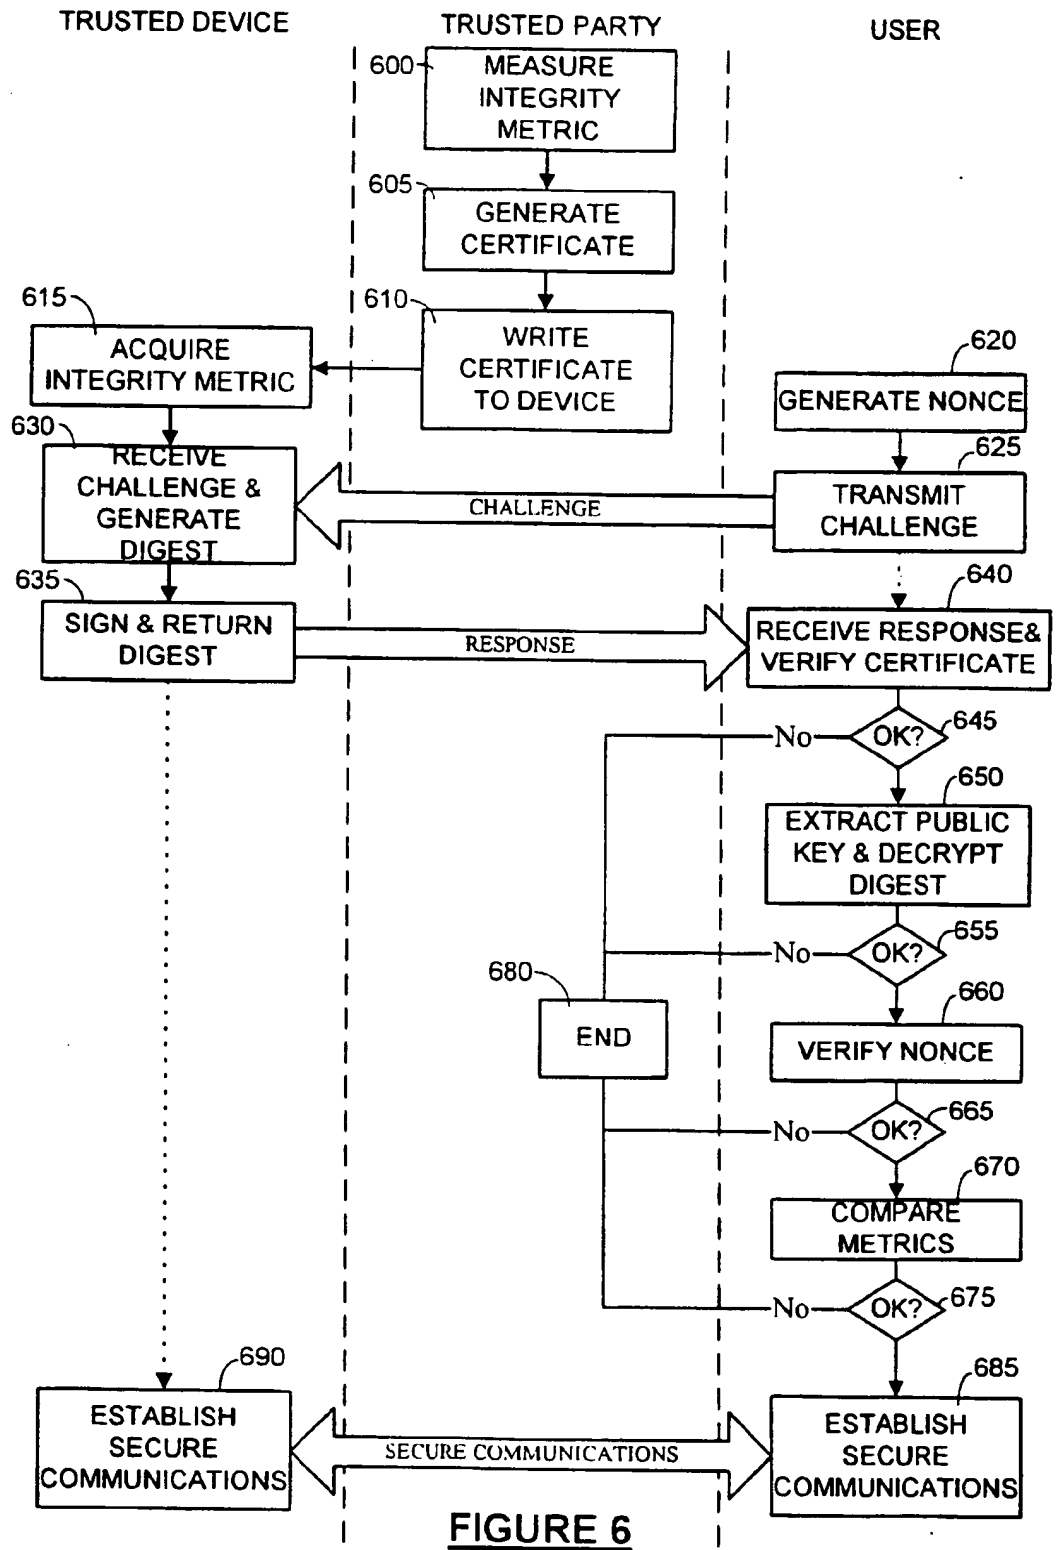 TRUSTED DEVICE
TRUSTED PARTY
USER
600
MEASURE
INTEGRITY
METRIC
605
GENERATE
CERTIFICATE
610
WRITE
CERTIFICATE
TO DEVICE
615
ACQUIRE
INTEGRITY METRIC
620
GENERATE NONCE
625
TRANSMIT
CHALLENGE
CHALLENGE
630
RECEIVE
CHALLENGE &
GENERATE
DIGEST
635
SIGN & RETURN
DIGEST
RESPONSE
640
RECEIVE RESPONSE&
VERIFY CERTIFICATE
645
OK?
No
650
EXTRACT PUBLIC
KEY & DECRYPT
DIGEST
655
OK?
No
680
END
660
VERIFY NONCE
665
OK?
No
670
COMPARE
METRICS
675
OK?
No
690
ESTABLISH
SECURE
COMMUNICATIONS
SECURE COMMUNICATIONS
685
ESTABLISH
SECURE
COMMUNICATIONS
FIGURE 6